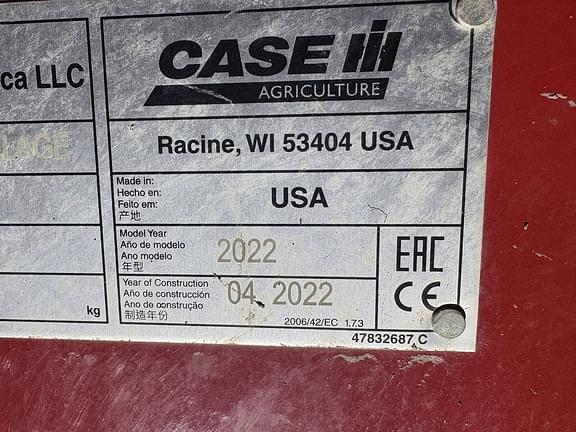 ca LLC
LAGE
kg
CASE IH
AGRICULTURE
Racine, WI 53404 USA
Made in:
Hecho en:
Feito em:
产地
USA
Model Year
Año de modelo
Ano modelo
年型
2022
Year of Construction
Año de construcción
Ano de construção
制造年份
04. 2022
2006/42/EC 1.7.3
EAC
CE
47832687 C